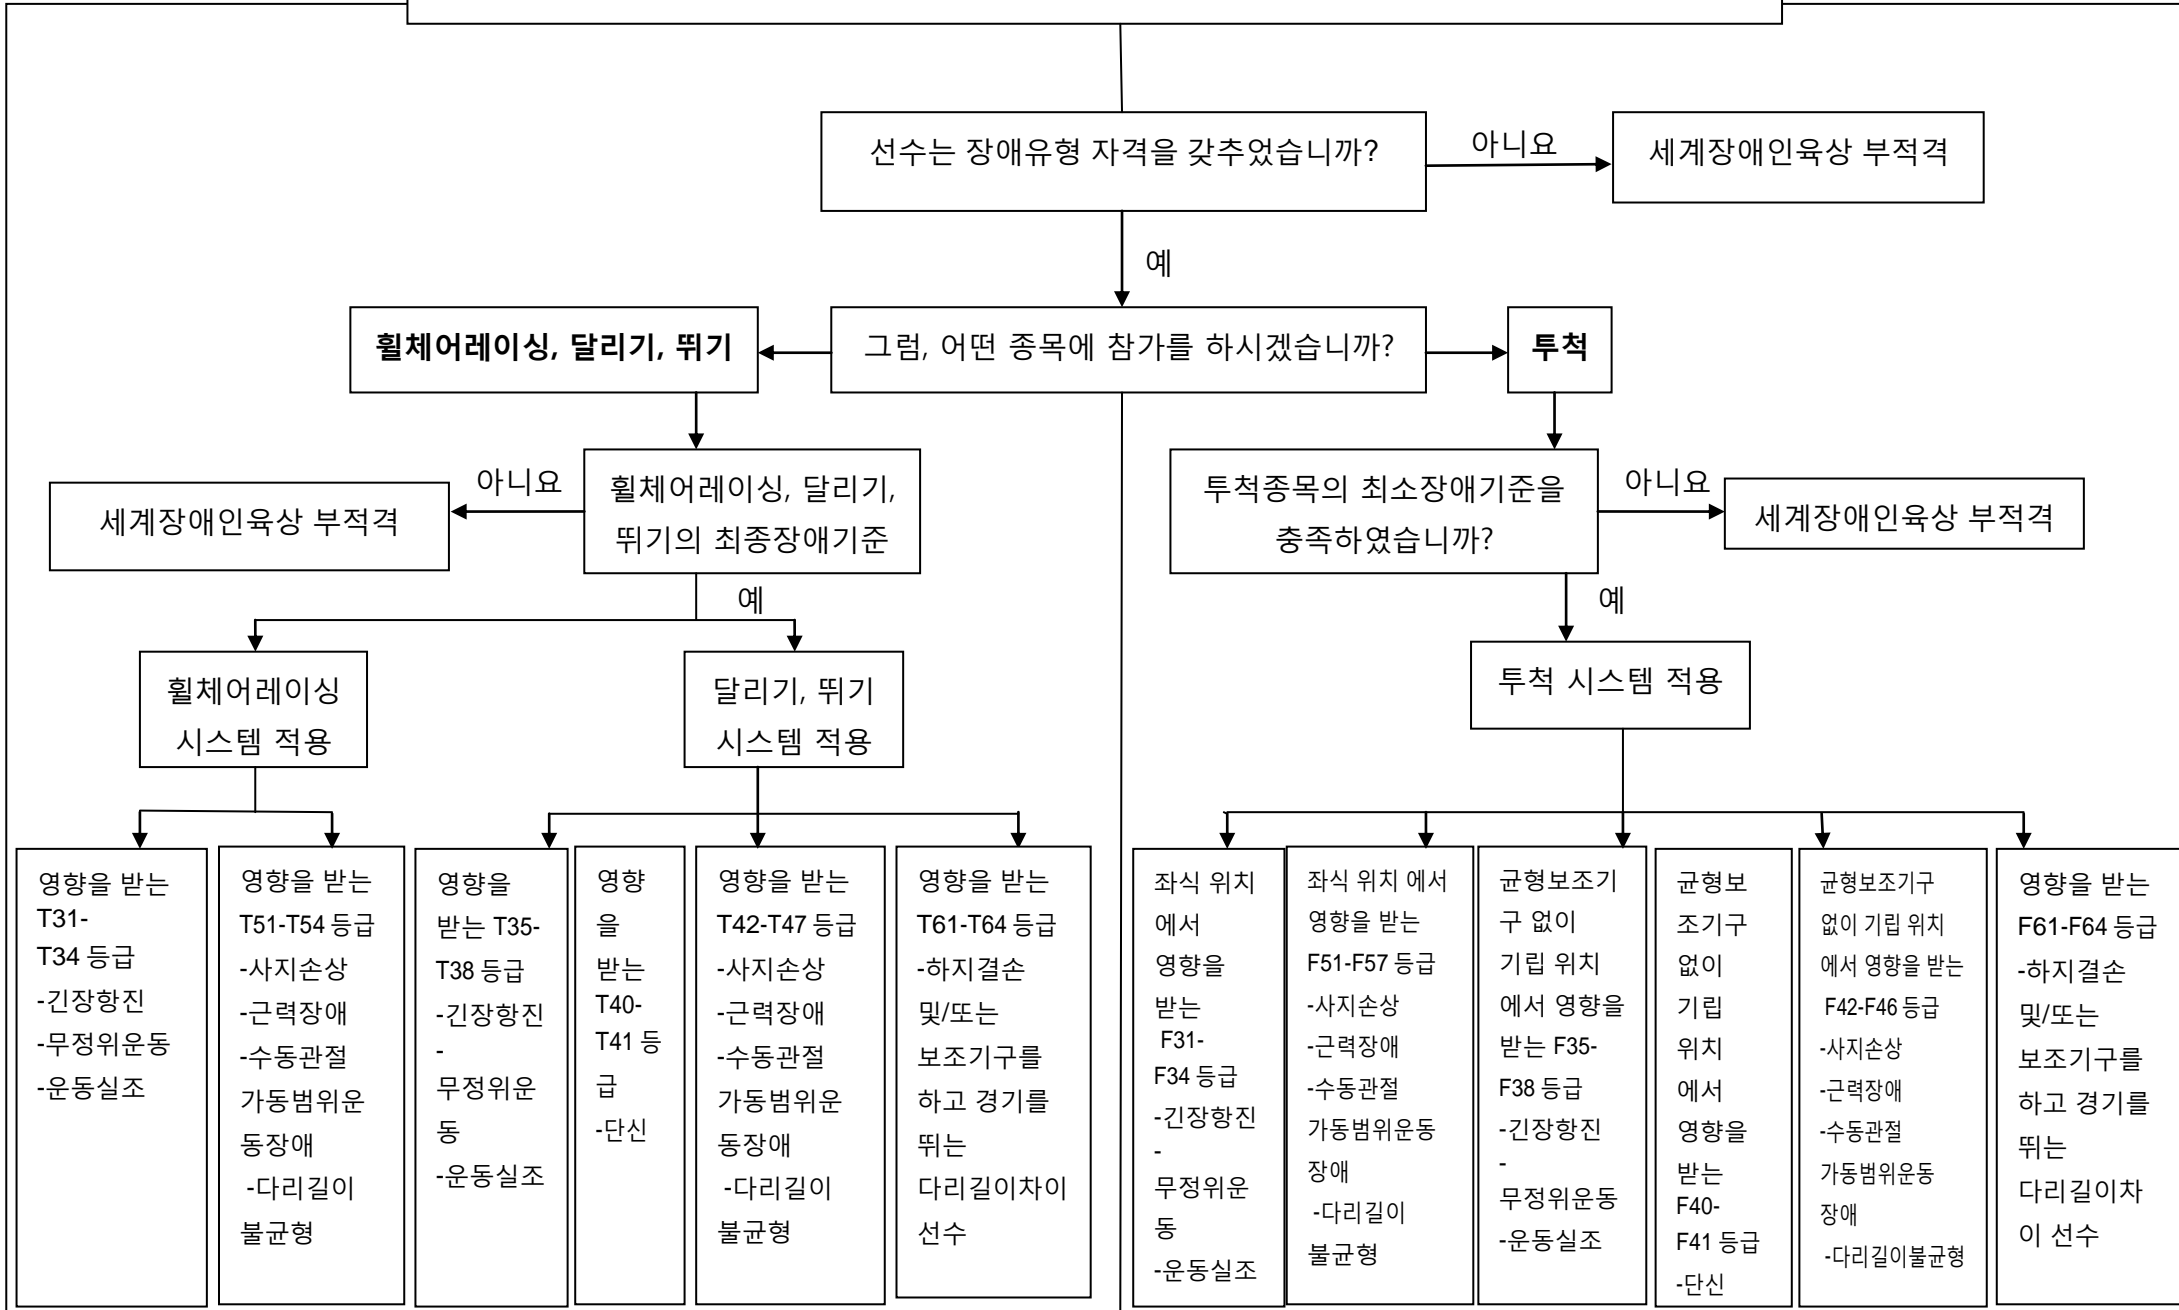 선수는 장애유형 자격을 갖추었습니까?
아니요
세계장애인육상 부적격
예
휠체어레이싱, 달리기, 뛰기
그럼, 어떤 종목에 참가를 하시겠습니까?
투척
세계장애인육상 부적격
아니요
휠체어레이싱, 달리기,
뛰기의 최종장애기준
투척종목의 최소장애기준을
충족하였습니까?
아니요
세계장애인육상 부적격
예
예
휠체어레이싱
시스템 적용
달리기, 뛰기
시스템 적용
투척 시스템 적용
영향을 받는
T31-
T34 등급
-긴장항진
-무정위운동
-운동실조
영향을 받는
T51-T54 등급
-사지손상
-근력장애
-수동관절
가동범위운
동장애
-다리길이
불균형
영향을
받는 T35-
T38 등급
-긴장항진
-
무정위운
동
-운동실조
영향
을
받는
T40-
T41 등
급
-단신
영향을 받는
T42-T47 등급
-사지손상
-근력장애
-수동관절
가동범위운
동장애
-다리길이
불균형
영향을 받는
T61-T64 등급
-하지결손
및/또는
보조기구를
하고 경기를
뛰는
다리길이차이
선수
좌식 위치
에서
영향을
받는
F31-
F34 등급
-긴장항진
-
무정위운
동
-운동실조
좌식 위치 에서
영향을 받는
F51-F57 등급
-사지손상
-근력장애
-수동관절
가동범위운동
장애
-다리길이
불균형
균형보조기
구 없이
기립 위치
에서 영향을
받는 F35-
F38 등급
-긴장항진
-
무정위운동
-운동실조
균형보
조기구
없이
기립
위치
에서
영향을
받는
F40-
F41 등급
-단신
균형보조기구
없이 기립 위치
에서 영향을 받는
F42-F46 등급
-사지손상
-근력장애
-수동관절
가동범위운동
장애
-다리길이불균형
영향을 받는
F61-F64 등급
-하지결손
및/또는
보조기구를
하고 경기를
뛰는
다리길이차
이 선수